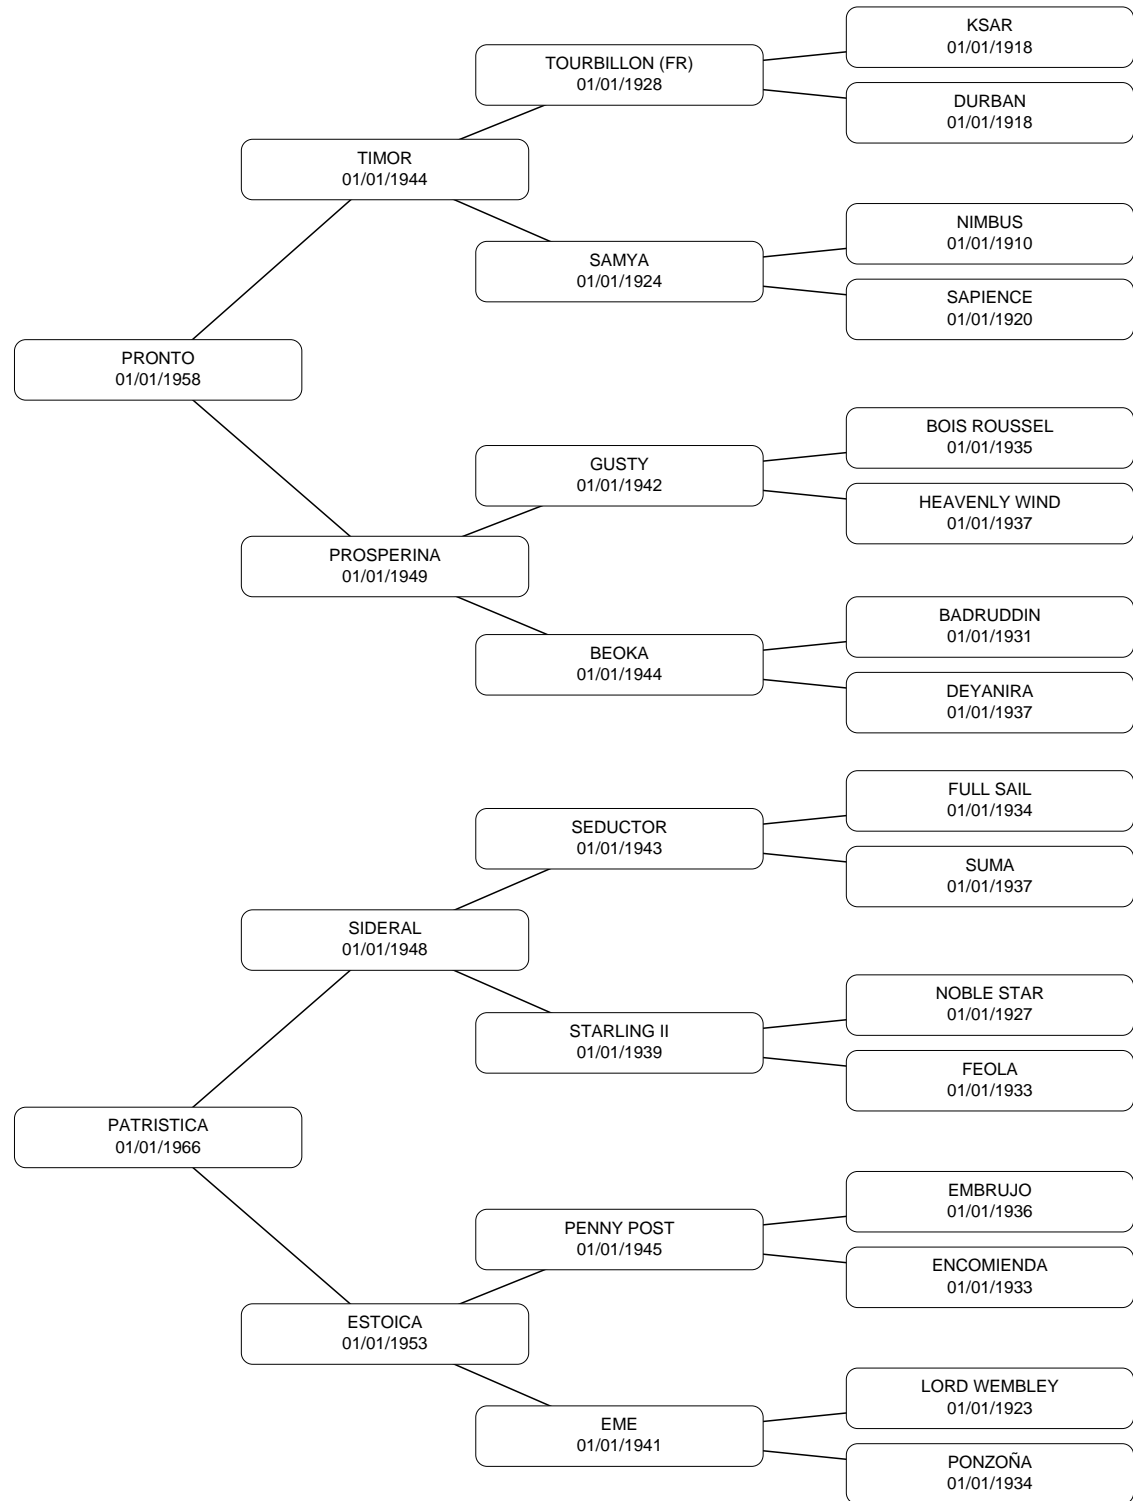 KSAR
01/01/1918
TOURBILLON (FR)
01/01/1928
DURBAN
01/01/1918
TIMOR
01/01/1944
NIMBUS
01/01/1910
SAMYA
01/01/1924
SAPIENCE
01/01/1920
PRONTO
01/01/1958
BOIS ROUSSEL
01/01/1935
GUSTY
01/01/1942
HEAVENLY WIND
01/01/1937
PROSPERINA
01/01/1949
BADRUDDIN
01/01/1931
BEOKA
01/01/1944
DEYANIRA
01/01/1937
FULL SAIL
01/01/1934
SEDUCTOR
01/01/1943
SUMA
01/01/1937
SIDERAL
01/01/1948
NOBLE STAR
01/01/1927
STARLING II
01/01/1939
FEOLA
01/01/1933
PATRISTICA
01/01/1966
EMBRUJO
01/01/1936
PENNY POST
01/01/1945
ENCOMIENDA
01/01/1933
ESTOICA
01/01/1953
LORD WEMBLEY
01/01/1923
EME
01/01/1941
PONZOÑA
01/01/1934